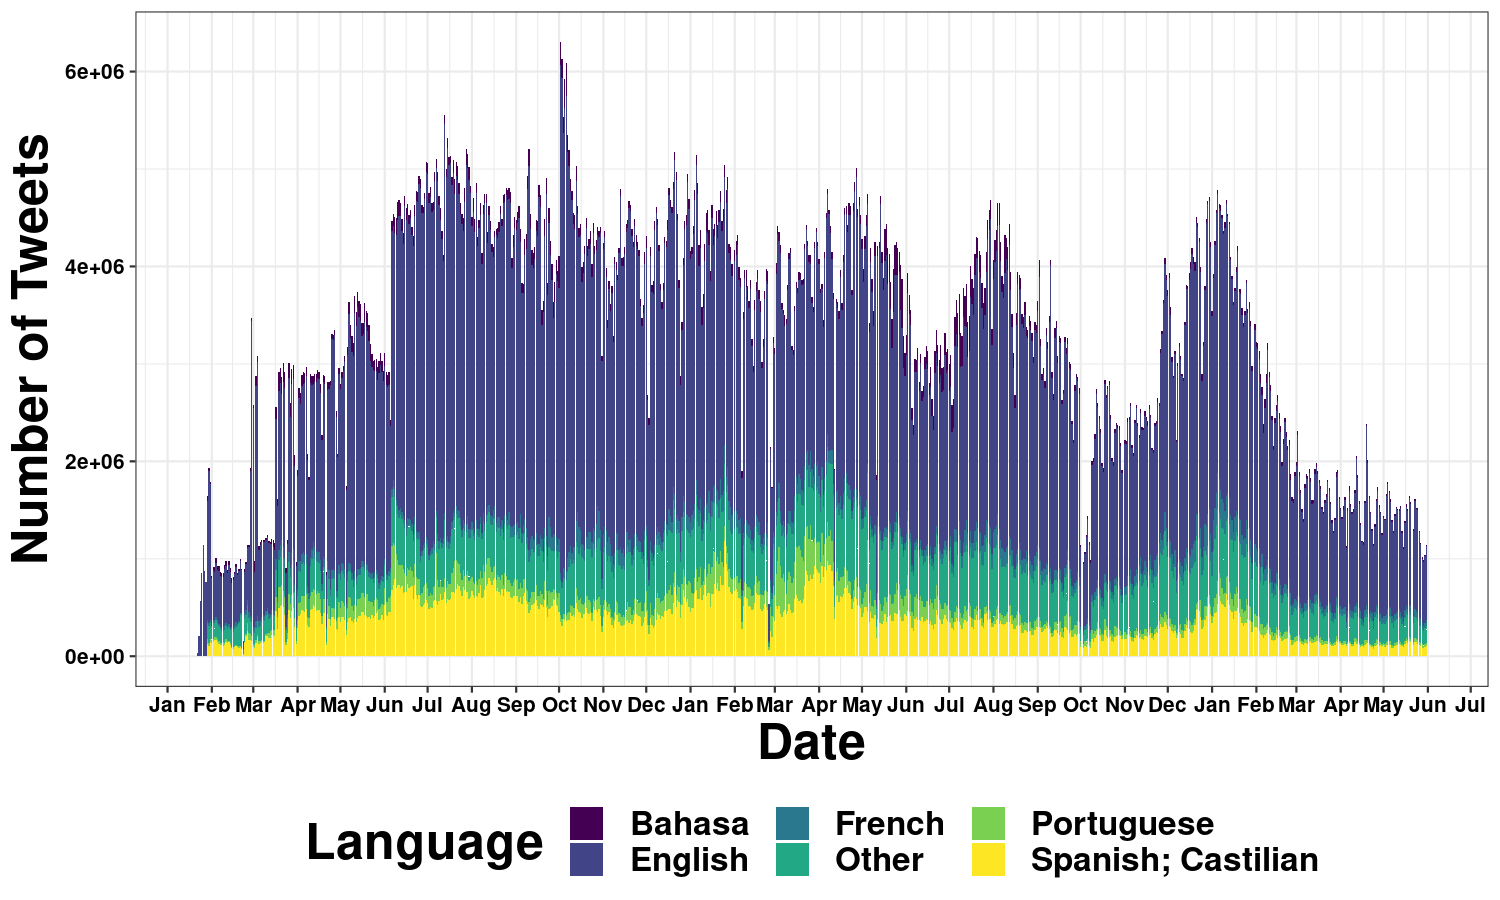 Number of Tweets
6e+06
4e+06
2e+06
0e+00
Jan Feb Mar Apr May Jun Jul Aug Sep Oct Nov Dec Jan Feb Mar Apr May Jun Jul Aug Sep Oct Nov Dec Jan Feb Mar Apr May Jun Jul
Date
Language
Bahasa French Portuguese
English Other Spanish; Castilian